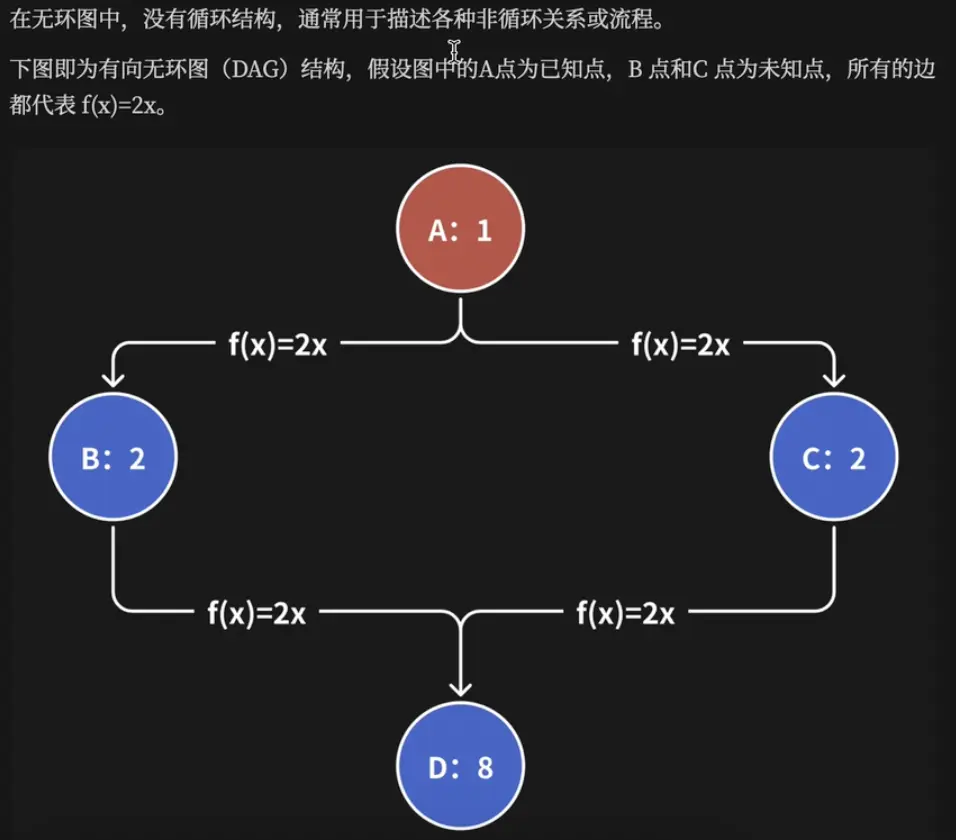 在无环图中，没有循环结构，通常用于描述各种非循环关系或流程。
下图即为有向无环图（DAG）结构，假设图中的A点为已知点，B 点和C 点为未知点，所有的边
都代表 f(x)=2x。
A：1
f(x)=2x
f(x)=2x
B：2
C：2
f(x)=2x
f(x)=2x
D：8